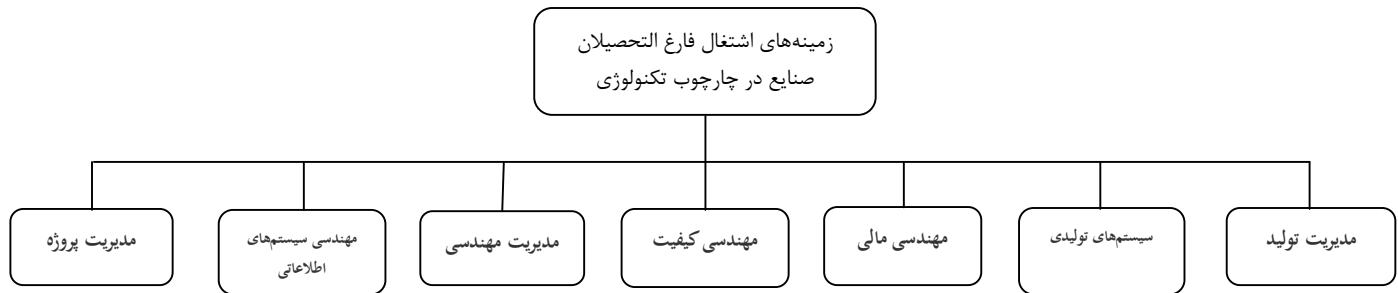 زمینه‌های اشتغال فارغ التحصیلان
صنایع در چارچوب تکنولوژی
مدیریت تولید
سیستم‌های تولیدی
مهندسی مالی
مهندسی کیفیت
مدیریت مهندسی
مهندسی سیستم‌های
اطلاعاتی
مدیریت پروژه